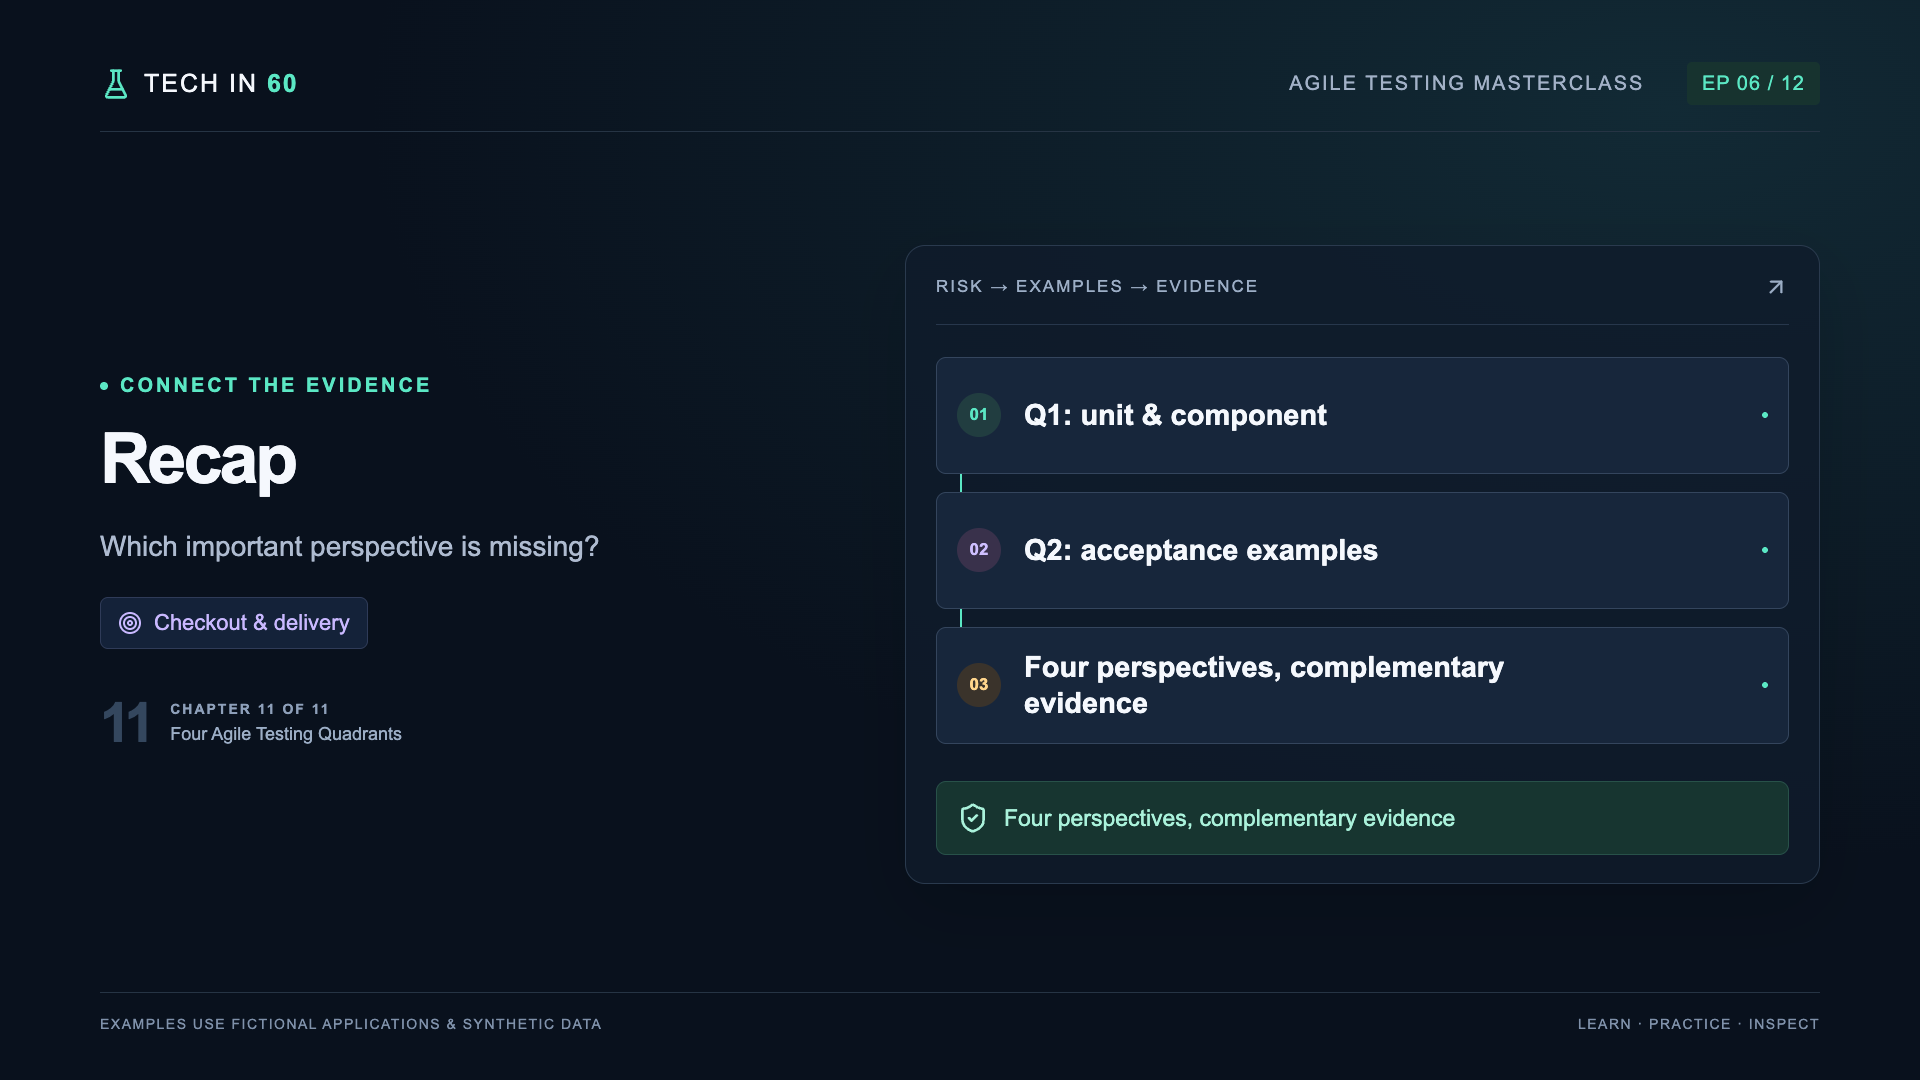 TECH IN 60
AGILE TESTING MASTERCLASS
EP 06 / 12
CONNECT THE EVIDENCE
Recap
Which important perspective is missing?
Checkout & delivery
11
CHAPTER 11 OF 11
Four Agile Testing Quadrants
RISK → EXAMPLES → EVIDENCE
01
Q1: unit & component
02
Q2: acceptance examples
03
Four perspectives, complementary
evidence
Four perspectives, complementary evidence
EXAMPLES USE FICTIONAL APPLICATIONS & SYNTHETIC DATA
LEARN · PRACTICE · INSPECT